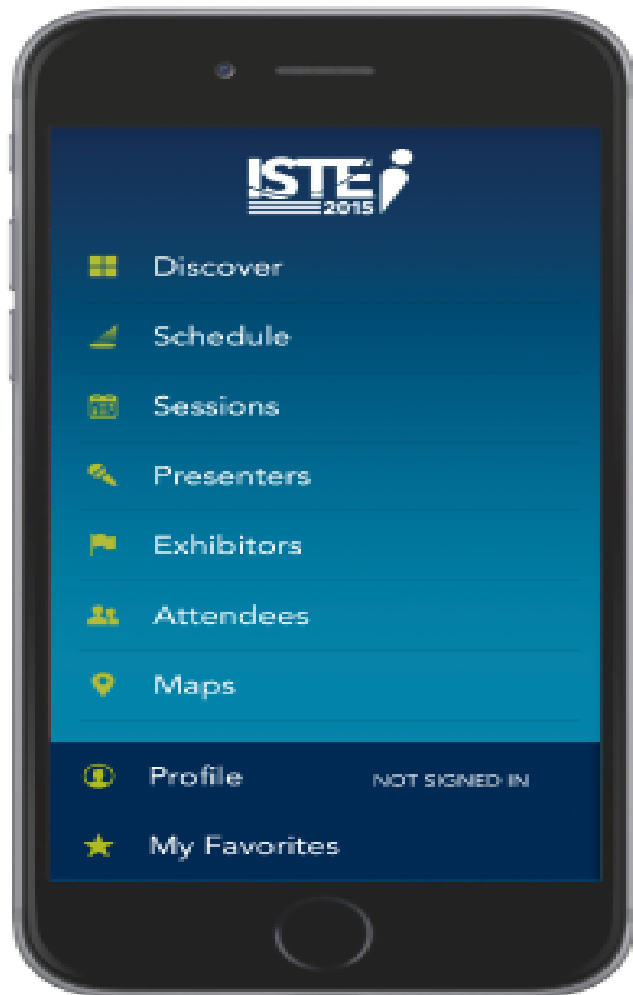 ISTE
2015
Discover
Schedule
Sessions
Presenters
Exhibitors
Attendees
Maps
Profile NOT SIGNED IN
My Favorites